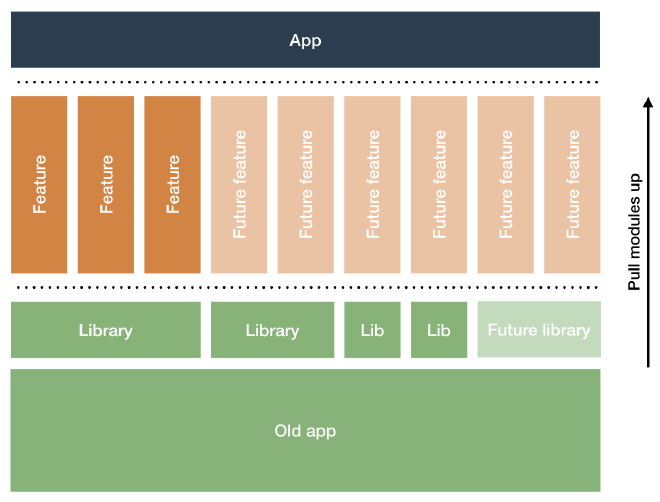 App
Feature
Feature
Feature
Future feature
Future feature
Future feature
Future feature
Future feature
Future feature
Pull modules up
Library
Library
Lib
Lib
Future library
Old app